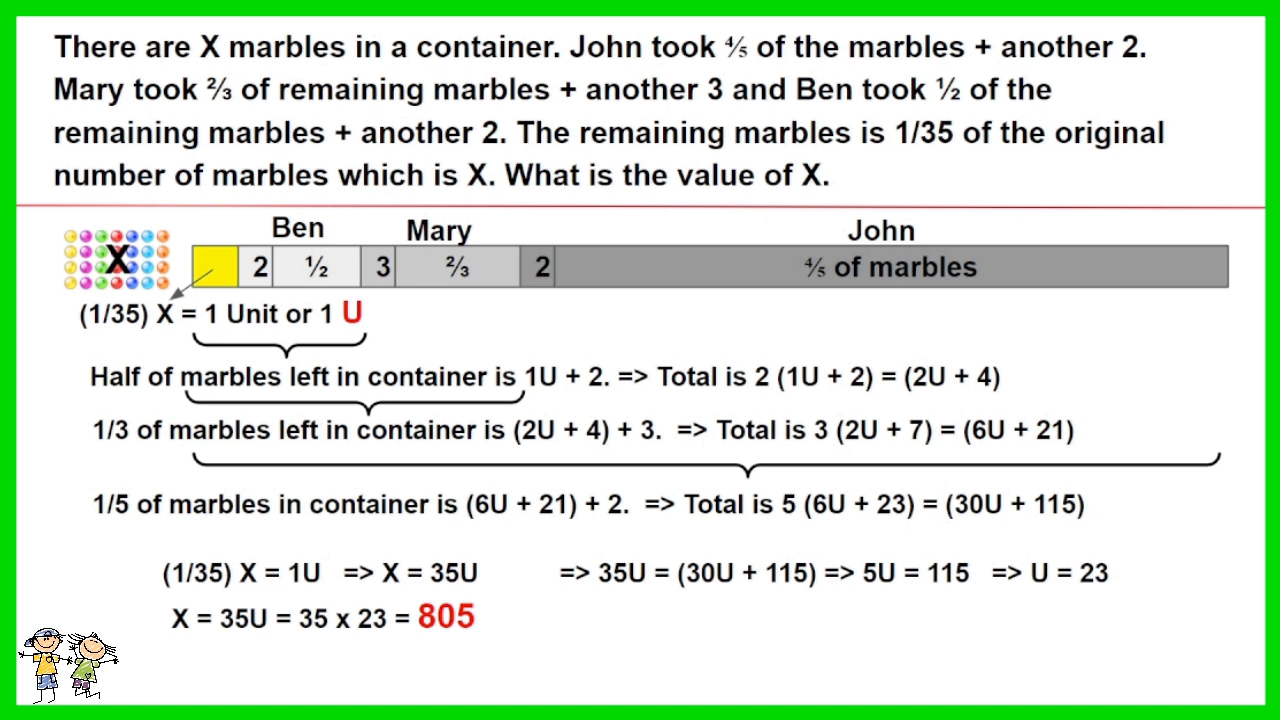 There are X marbles in a container. John took ⅘ of the marbles + another 2.
Mary took ⅔ of remaining marbles + another 3 and Ben took ½ of the
remaining marbles + another 2. The remaining marbles is 1/35 of the original
number of marbles which is X. What is the value of X.
Ben Mary John
X 2 ½ 3 ⅔ 2 ⅘ of marbles
(1/35) X = 1 Unit or 1 U
Half of marbles left in container is 1U + 2. => Total is 2 (1U + 2) = (2U + 4)
1/3 of marbles left in container is (2U + 4) + 3. => Total is 3 (2U + 7) = (6U + 21)
1/5 of marbles in container is (6U + 21) + 2. => Total is 5 (6U + 23) = (30U + 115)
(1/35) X = 1U => X = 35U => 35U = (30U + 115) => 5U = 115 => U = 23
X = 35U = 35 x 23 = 805